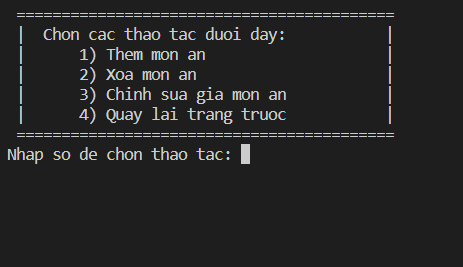 ==========================================
|  Chon cac thao tac duoi day:           |
|      1) Them mon an                    |
|      2) Xoa mon an                     |
|      3) Chinh sua gia mon an           |
|      4) Quay lai trang truoc           |
==========================================
Nhap so de chon thao tac: